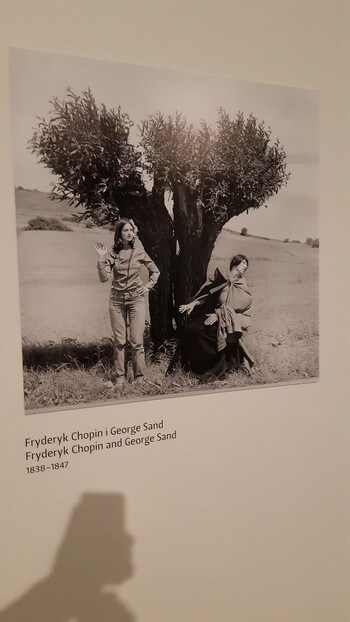 Fryderyk Chopin i George Sand
Fryderyk Chopin and George Sand
1838–1847